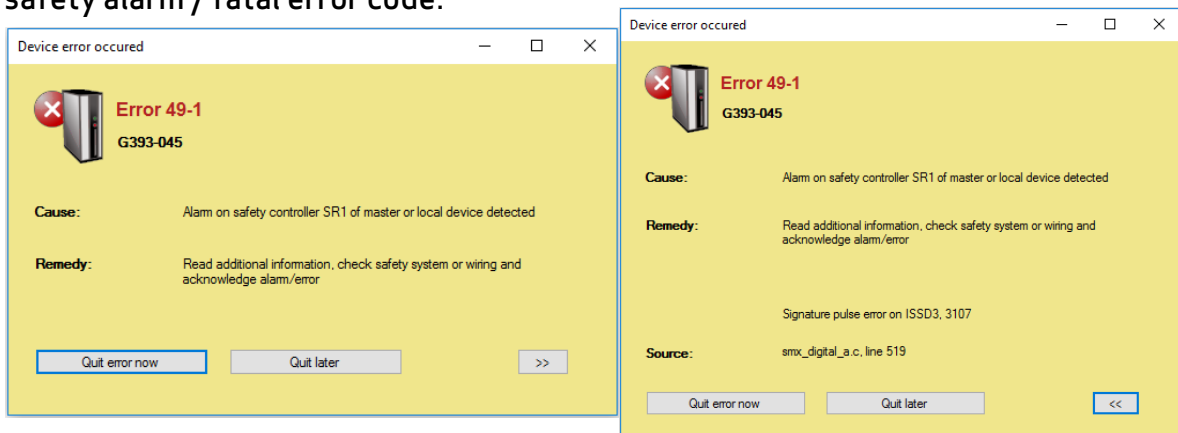 safety alarm / fatal error code.
Device error occured
Error 49-1
G393-045
Cause: Alarm on safety controller SR1 of master or local device detected
Remedy: Read additional information, check safety system or wiring and
acknowledge alarm/error
Quit error now Quit later >>
Device error occured
Error 49-1
G393-045
Cause: Alarm on safety controller SR1 of master or local device detected
Remedy: Read additional information, check safety system or wiring and
acknowledge alarm/error
Signature pulse error on ISSD3, 3107
Source: smx_digital_a.c, line 519
Quit error now Quit later <<